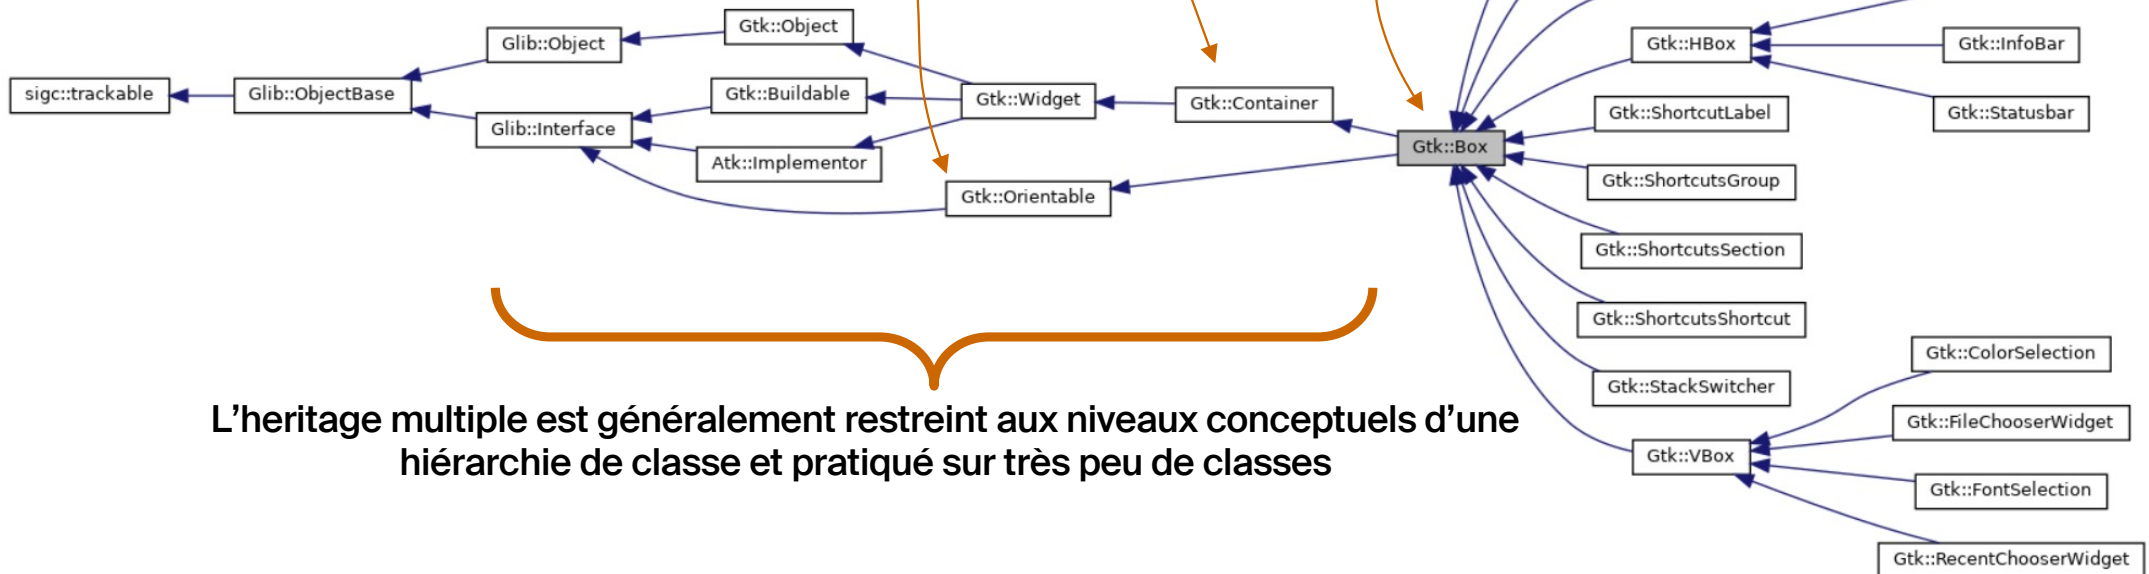 Gtk::Object
Glib::Object
Gtk::HBox
Gtk::InfoBar
sigc::trackable
Glib::ObjectBase
Gtk::Buildable
Gtk::Widget
Gtk::Container
Gtk::ShortcutLabel
Gtk::Statusbar
Glib::Interface
Gtk::Box
Atk::Implementor
Gtk::ShortcutsGroup
Gtk::Orientable
Gtk::ShortcutsSection
Gtk::ShortcutsShortcut
Gtk::ColorSelection
Gtk::StackSwitcher
L’heritage multiple est généralement restreint aux niveaux conceptuels d’une
hiérarchie de classe et pratiqué sur très peu de classes
Gtk::FileChooserWidget
Gtk::VBox
Gtk::FontSelection
Gtk::RecentChooserWidget